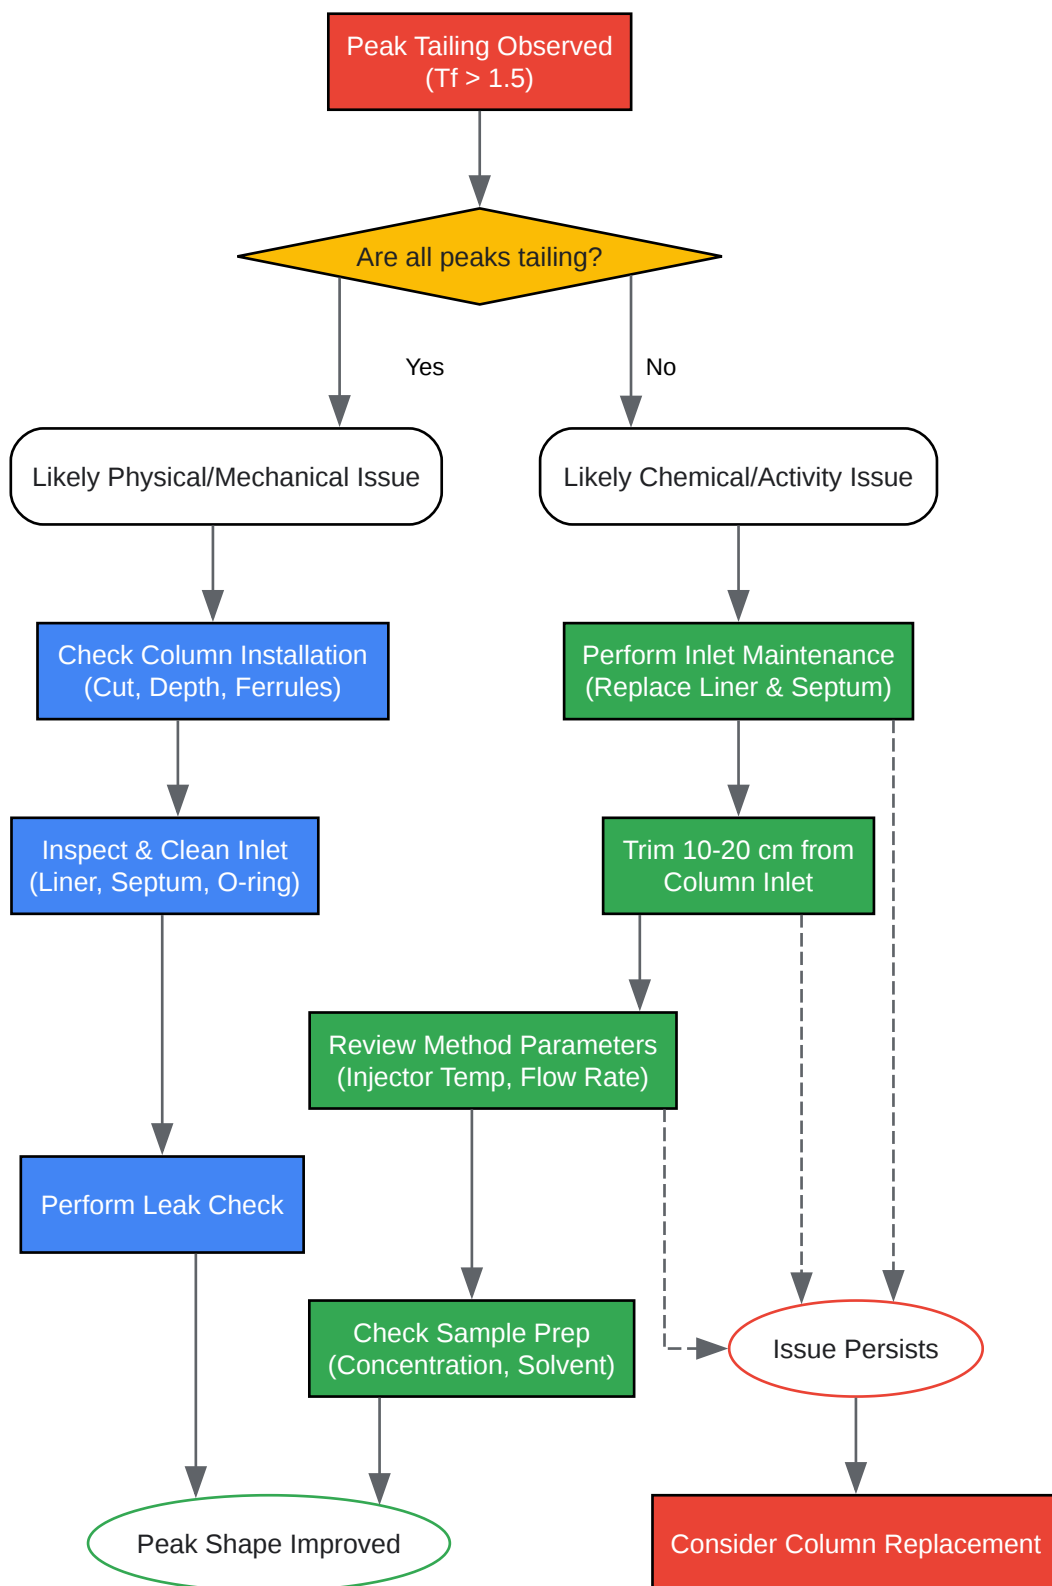 Peak Tailing Observed
(Tf > 1.5)
Are all peaks tailing?
Yes
No
Likely Physical/Mechanical Issue
Likely Chemical/Activity Issue
Check Column Installation
(Cut, Depth, Ferrules)
Perform Inlet Maintenance
(Replace Liner & Septum)
Inspect & Clean Inlet
(Liner, Septum, O-ring)
Trim 10-20 cm from
Column Inlet
Review Method Parameters
(Injector Temp, Flow Rate)
Perform Leak Check
Check Sample Prep
(Concentration, Solvent)
Issue Persists
Peak Shape Improved
Consider Column Replacement